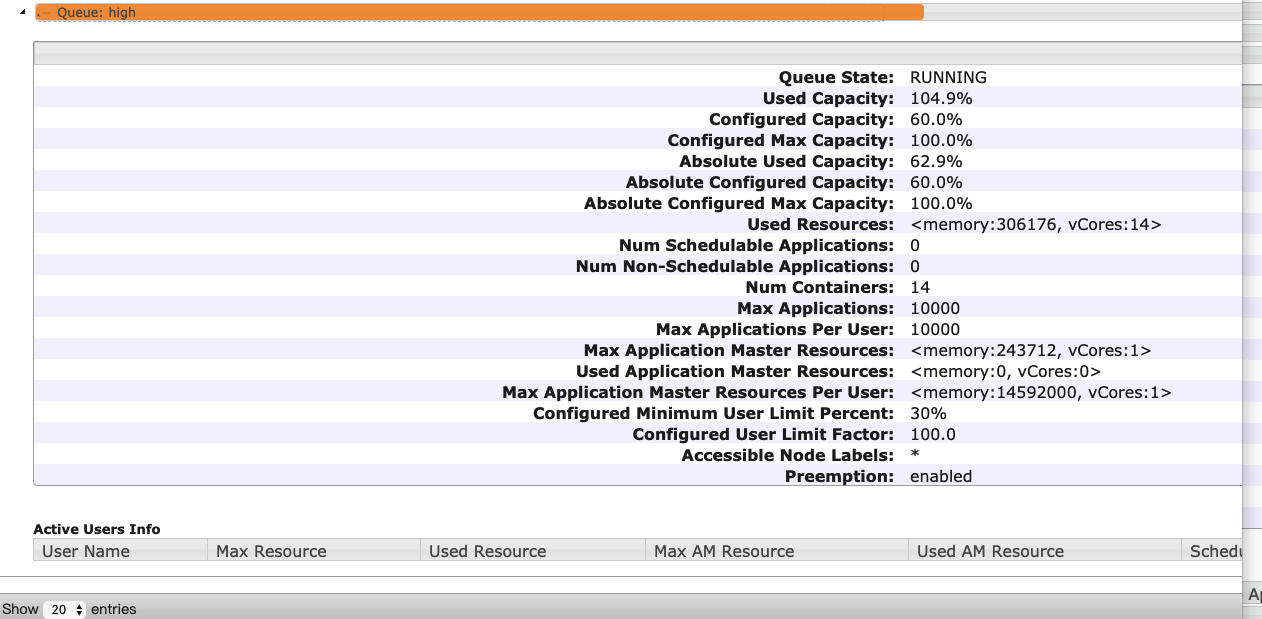 Queue: high
Queue State: RUNNING
Used Capacity: 104.9%
Configured Capacity: 60.0%
Configured Max Capacity: 100.0%
Absolute Used Capacity: 62.9%
Absolute Configured Capacity: 60.0%
Absolute Configured Max Capacity: 100.0%
Used Resources: <memory:306176, vCores:14>
Num Schedulable Applications: 0
Num Non-Schedulable Applications: 0
Num Containers: 14
Max Applications: 10000
Max Applications Per User: 10000
Max Application Master Resources: <memory:243712, vCores:1>
Used Application Master Resources: <memory:0, vCores:0>
Max Application Master Resources Per User: <memory:14592000, vCores:1>
Configured Minimum User Limit Percent: 30%
Configured User Limit Factor: 100.0
Accessible Node Labels: *
Preemption: enabled
Active Users Info
User Name Max Resource Used Resource Max AM Resource Used AM Resource Schedu
Show 20 entries